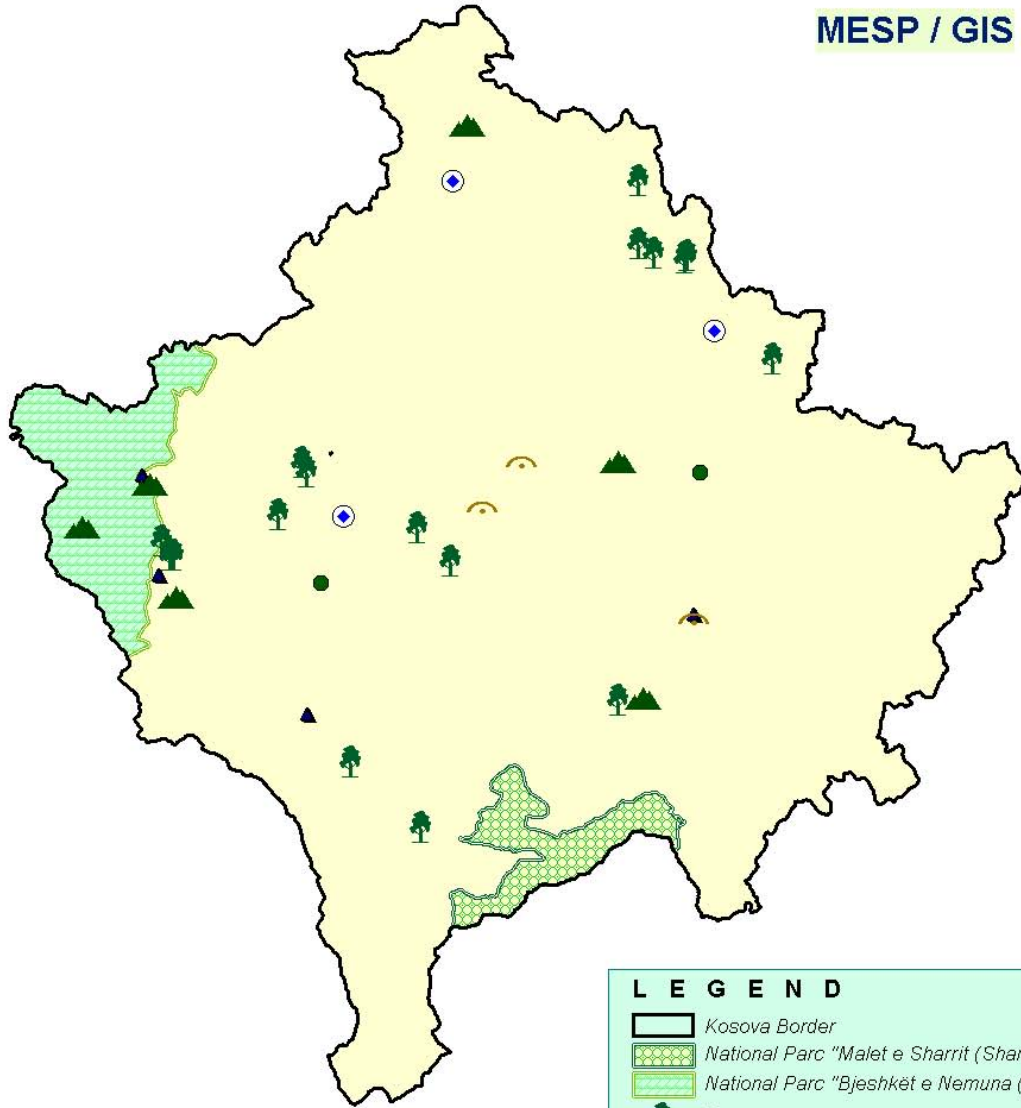 MESP / GIS
L E G E N D
Kosova Border
National Parc "Malet e Sharrit (Shar
National Parc "Bjeshkët e Nemuna (